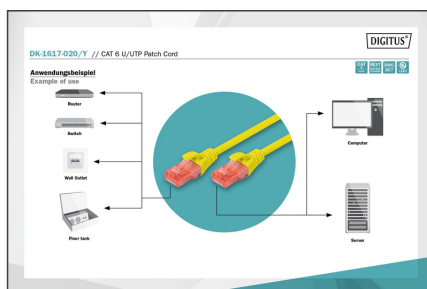 DIGITUS®
DK-1617-020/Y // CAT 6 U/UTP Patch Cord
Anwendungsbeispiel
Example of use
Router
Switch
Wall Outlet
Floor tank
Computer
Server